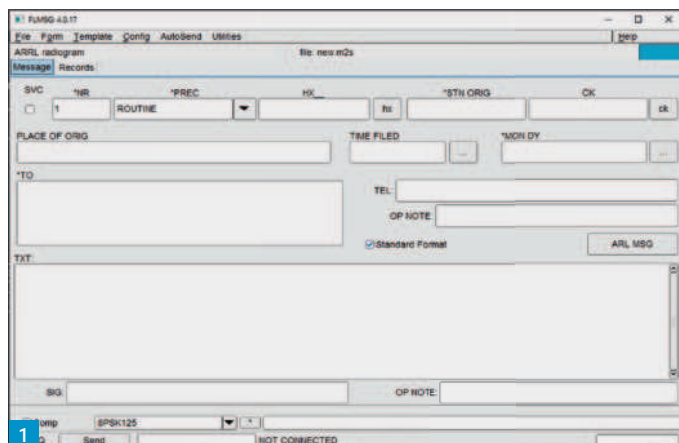 FLMSG 4.0.17
File Form Template Config AutoSend Utilities Help
ARRL radiogram file: new.m2s
Message Records
SVC *NR *PREC HX__ *STN ORIG CK
1 ROUTINE hx ck
PLACE OF ORIG TIME FILED *MON DY
... ...
*TO
TEL:
OP NOTE:
Standard Format ARL MSG
TXT:
SIG: OP NOTE:
8PSK125 ^
1 Send NOT CONNECTED